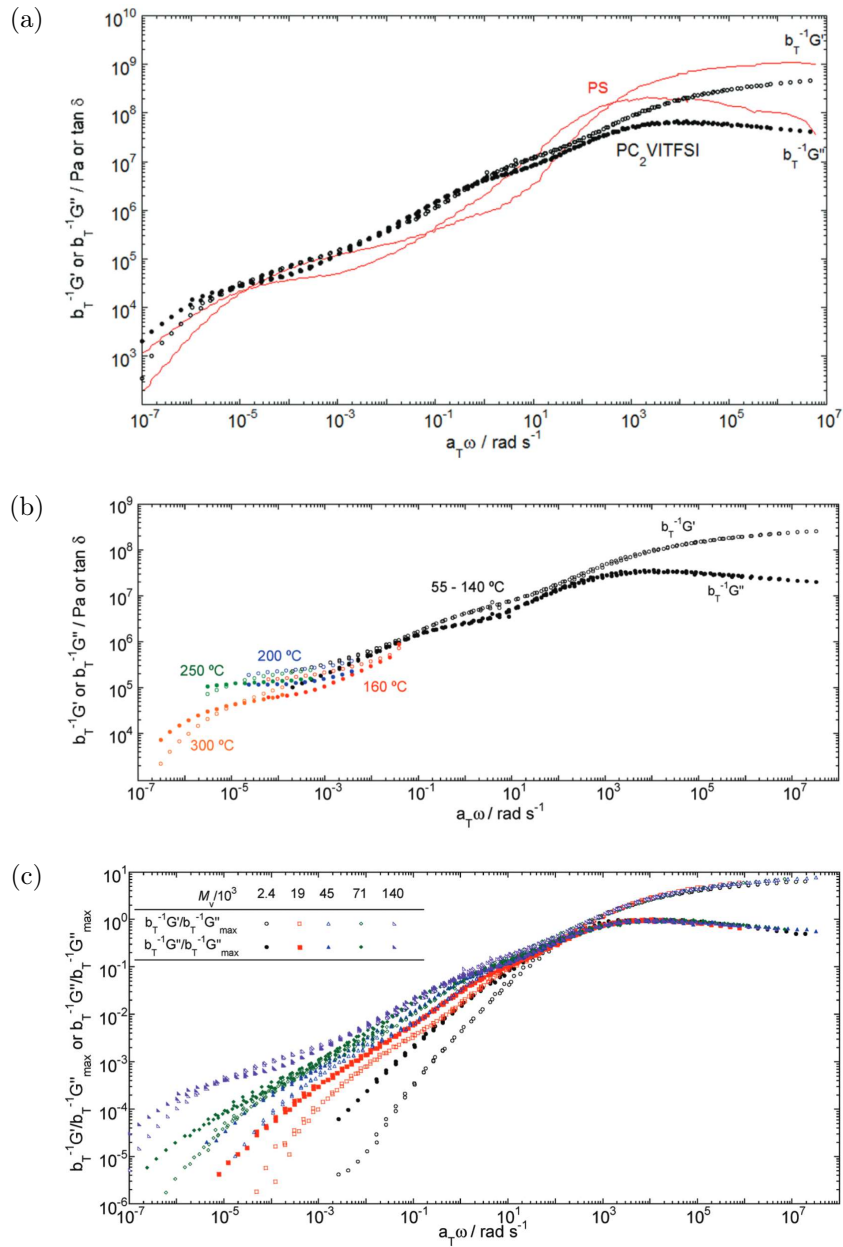 (a)
10^10
10^9
10^8
10^7
10^6
10^5
10^4
10^3
b_T^-1G' or b_T^-1G'' / Pa or tan δ
b_T^-1G'
PS
PC_2VITFSI
b_T^-1G''
10^-7 10^-5 10^-3 10^-1 10^1 10^3 10^5 10^7
a_Tω / rad s^-1
(b)
10^9
10^8
10^7
10^6
10^5
10^4
b_T^-1G' or b_T^-1G'' / Pa or tan δ
b_T^-1G'
55 - 140 ºC
b_T^-1G''
250 ºC
200 ºC
160 ºC
300 ºC
10^-7 10^-5 10^-3 10^-1 10^1 10^3 10^5 10^7
a_Tω / rad s^-1
(c)
10^1
10^0
10^-1
10^-2
10^-3
10^-4
10^-5
10^-6
b_T^-1G'/b_T^-1G''_max or b_T^-1G''/b_T^-1G''_max
M_v/10^3 2.4 19 45 71 140
b_T^-1G'/b_T^-1G''_max
b_T^-1G''/b_T^-1G''_max
10^-7 10^-5 10^-3 10^-1 10^1 10^3 10^5 10^7
a_Tω / rad s^-1